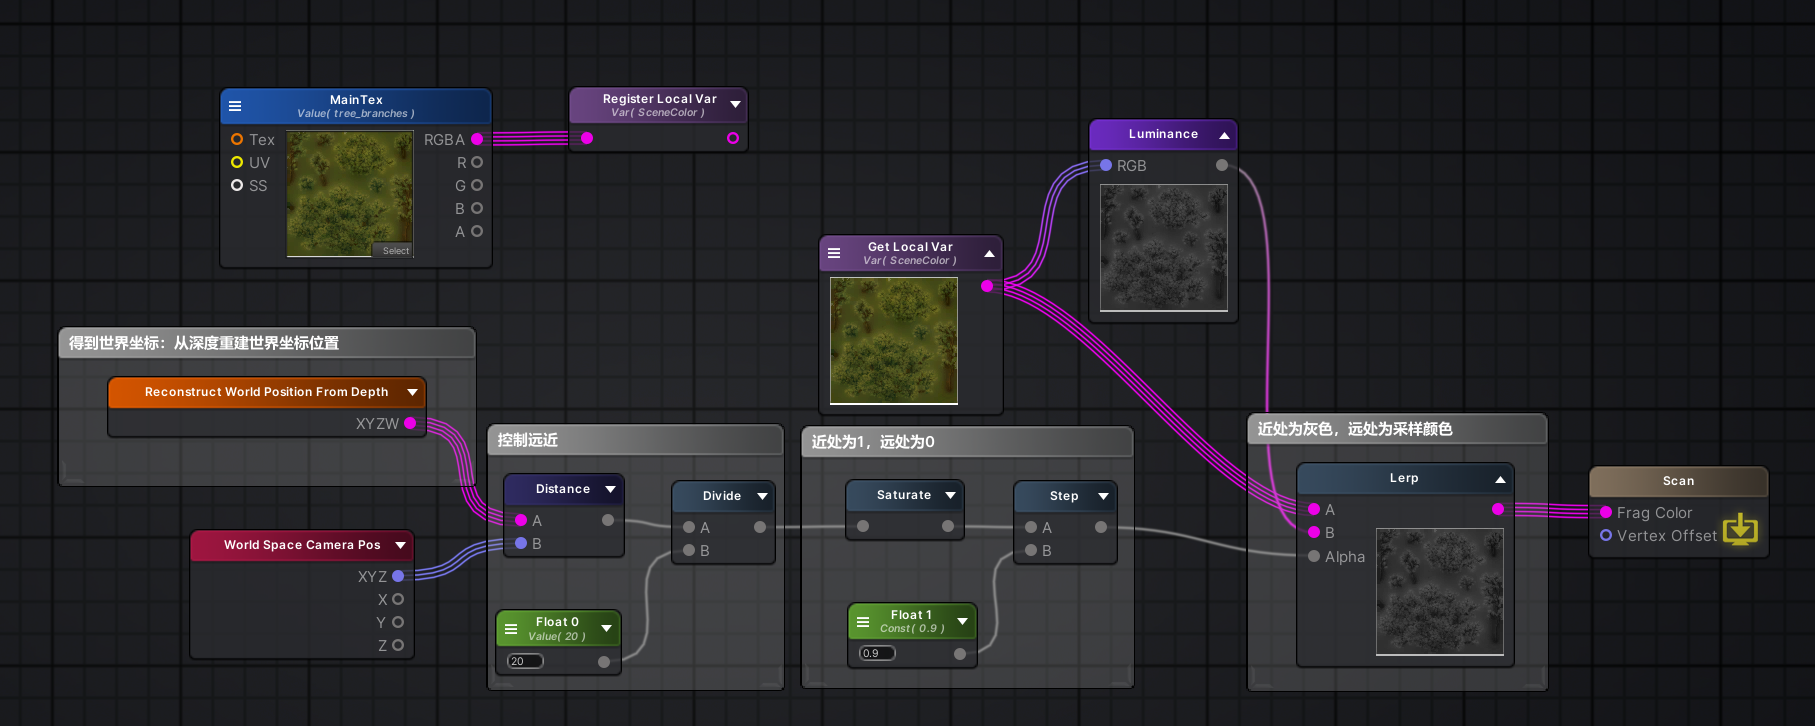 MainTex
Value( tree_branches )
Tex
UV
SS
RGBA
R
G
B
A
Select
Register Local Var
Var( SceneColor )
Luminance
RGB
Get Local Var
Var( SceneColor )
得到世界坐标：从深度重建世界坐标位置
Reconstruct World Position From Depth
XYZW
World Space Camera Pos
XYZ
X
Y
Z
控制远近
Distance
A
B
Divide
A
B
Float 0
Value( 20 )
20
近处为1，远处为0
Saturate
Step
A
B
Float 1
Const( 0.9 )
0.9
近处为灰色，远处为采样颜色
Lerp
A
B
Alpha
Scan
Frag Color
Vertex Offset